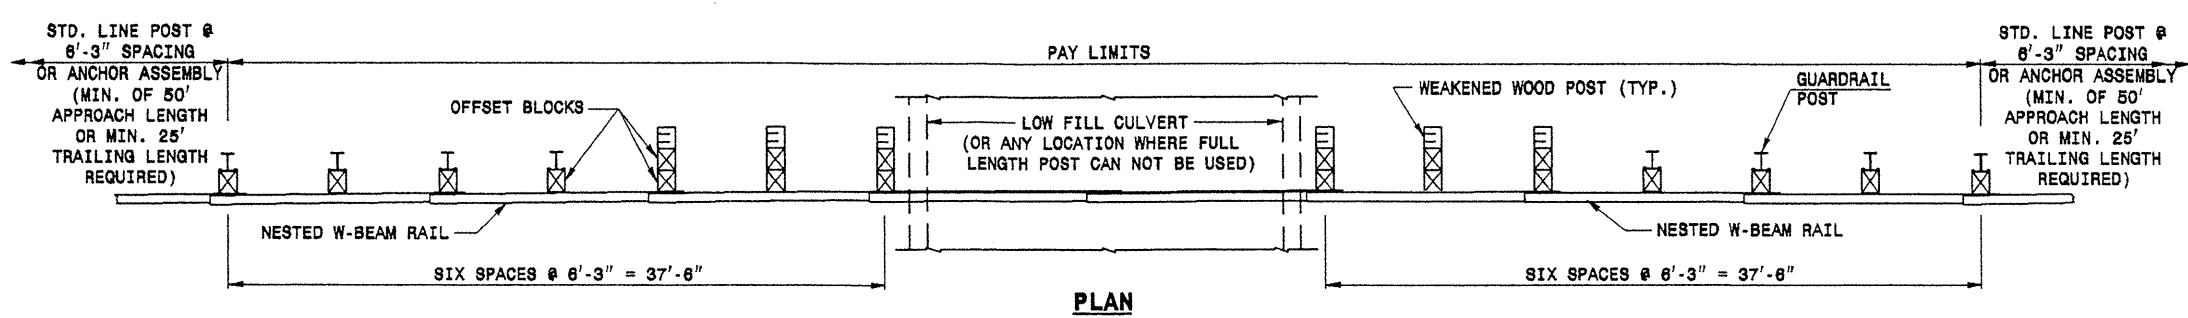 STD. LINE POST @
6'-3" SPACING
OR ANCHOR ASSEMBLY
(MIN. OF 50'
APPROACH LENGTH
OR MIN. 25'
TRAILING LENGTH
REQUIRED)
PAY LIMITS
STD. LINE POST @
6'-3" SPACING
OR ANCHOR ASSEMBLY
(MIN. OF 50'
APPROACH LENGTH
OR MIN. 25'
TRAILING LENGTH
REQUIRED)
OFFSET BLOCKS
LOW FILL CULVERT
(OR ANY LOCATION WHERE FULL
LENGTH POST CAN NOT BE USED)
WEAKENED WOOD POST (TYP.)
GUARDRAIL
POST
NESTED W-BEAM RAIL
NESTED W-BEAM RAIL
SIX SPACES @ 6'-3" = 37'-6"
SIX SPACES @ 6'-3" = 37'-6"
PLAN